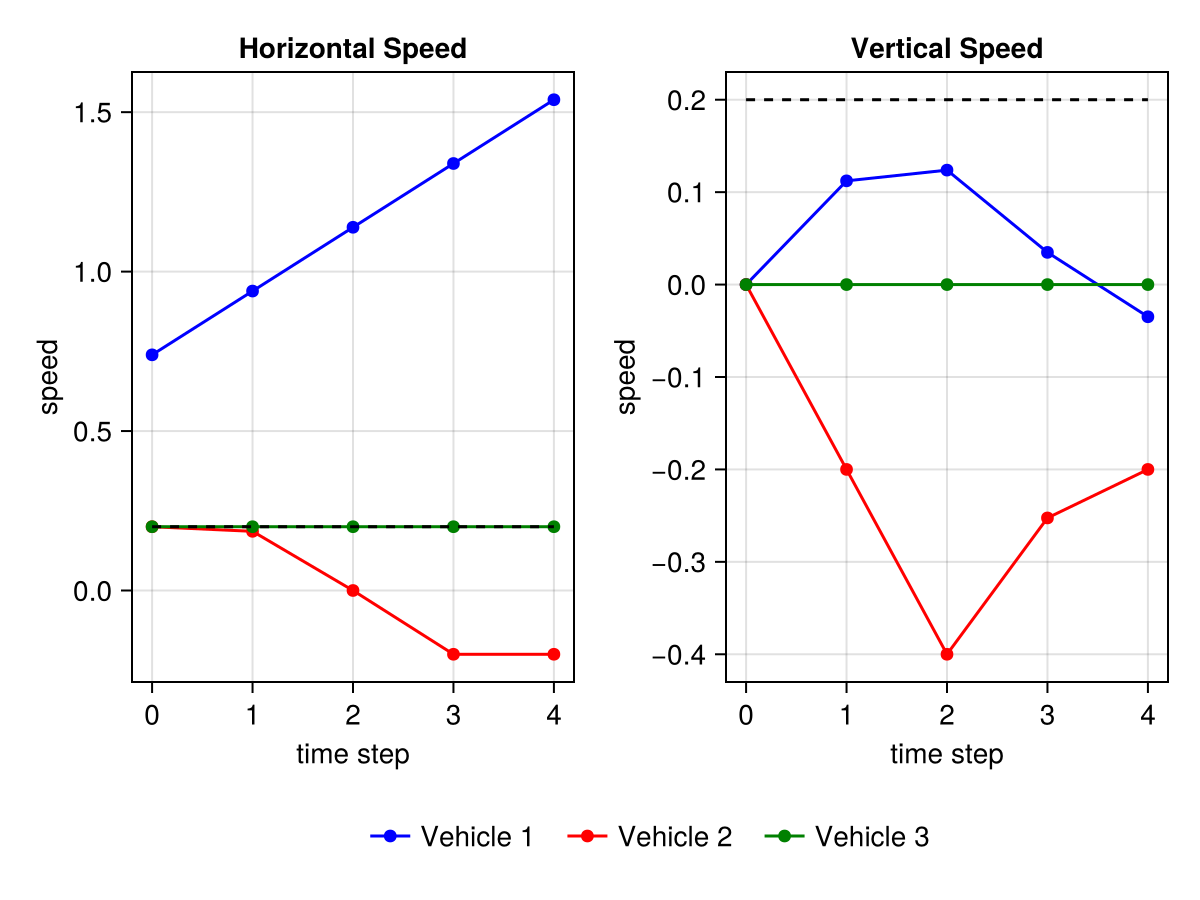 Horizontal Speed
1.5
1.0
0.5
0.0
speed
0 1 2 3 4
time step
Vertical Speed
0.2
0.1
0.0
−0.1
−0.2
−0.3
−0.4
speed
0 1 2 3 4
time step
Vehicle 1 Vehicle 2 Vehicle 3